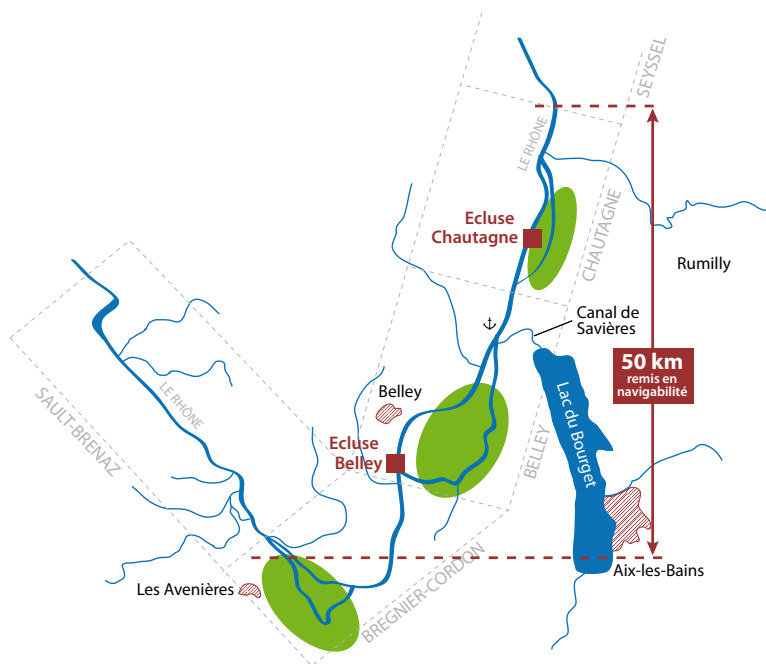 SEYSSEL
LE RHÔNE
Ecluse
Chautagne
CHAUTAGNE
Rumilly
Canal de
Savières
50 km
remis en
navigabilité
Lac du Bourget
Belley
LE RHÔNE
SAULT-BRENAZ
Ecluse
Belley
BELLEY
Aix-les-Bains
Les Avenières
BREGNIER-CORDON